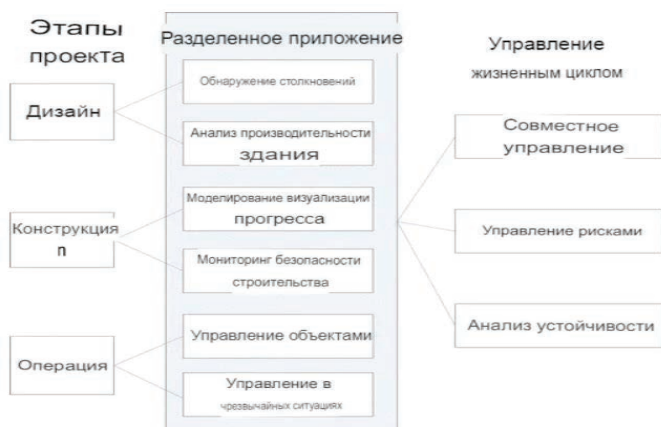 Этапы
проекта
Дизайн
Конструкция
n
Операция
Разделенное приложение
Обнаружение столкновений
Анализ производительности
здания
Моделирование визуализации
прогресса
Мониторинг безопасности
строительства
Управление объектами
Управление в
чрезвычайных ситуациях
Управление
жизненным циклом
Совместное
управление
Управление рисками
Анализ устойчивости